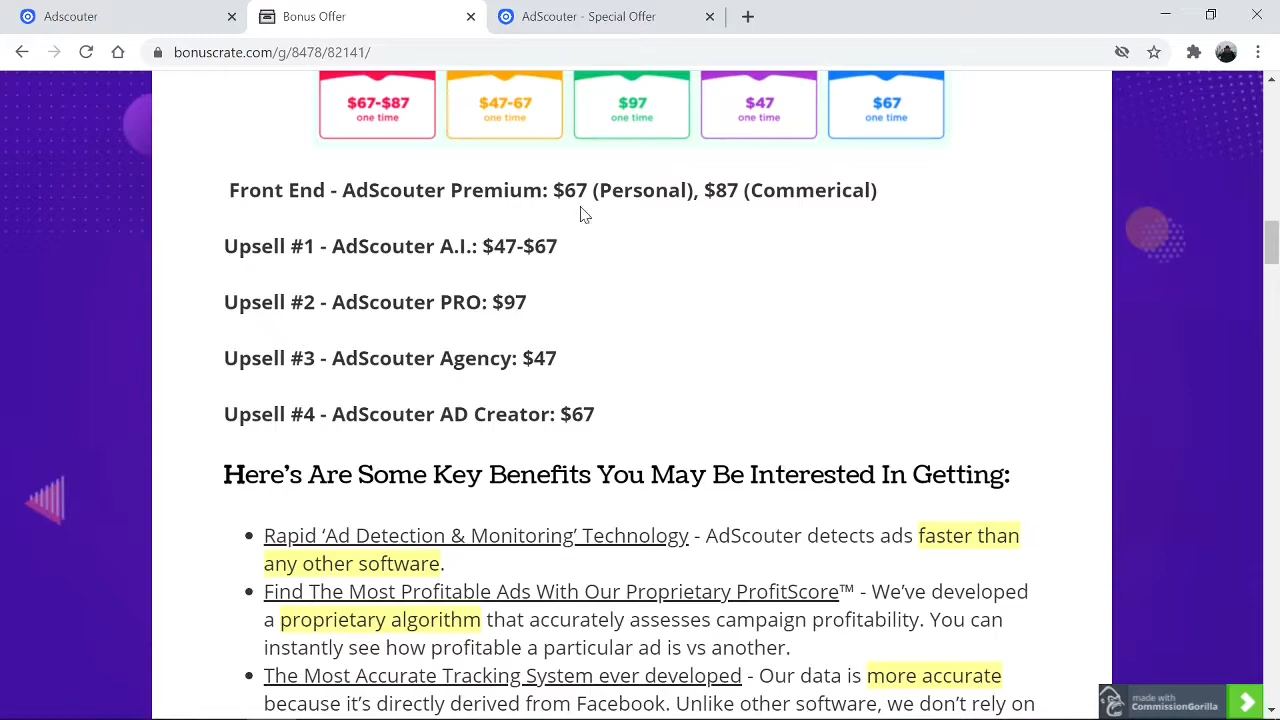 AdScouter
Bonus Offer
AdScouter - Special Offer
bonuscrate.com/g/8478/82141/
$67-$87
one time
$47-67
one time
$97
one time
$47
one time
$67
one time
Front End - AdScouter Premium: $67 (Personal), $87 (Commerical)
Upsell #1 - AdScouter A.I.: $47-$67
Upsell #2 - AdScouter PRO: $97
Upsell #3 - AdScouter Agency: $47
Upsell #4 - AdScouter AD Creator: $67
Here's Are Some Key Benefits You May Be Interested In Getting:
Rapid ‘Ad Detection & Monitoring’ Technology - AdScouter detects ads faster than
any other software.
Find The Most Profitable Ads With Our Proprietary ProfitScore™ - We’ve developed
a proprietary algorithm that accurately assesses campaign profitability. You can
instantly see how profitable a particular ad is vs another.
The Most Accurate Tracking System ever developed - Our data is more accurate
because it’s directly derived from Facebook. Unlike other software, we don’t rely on
made with
CommissionGorilla